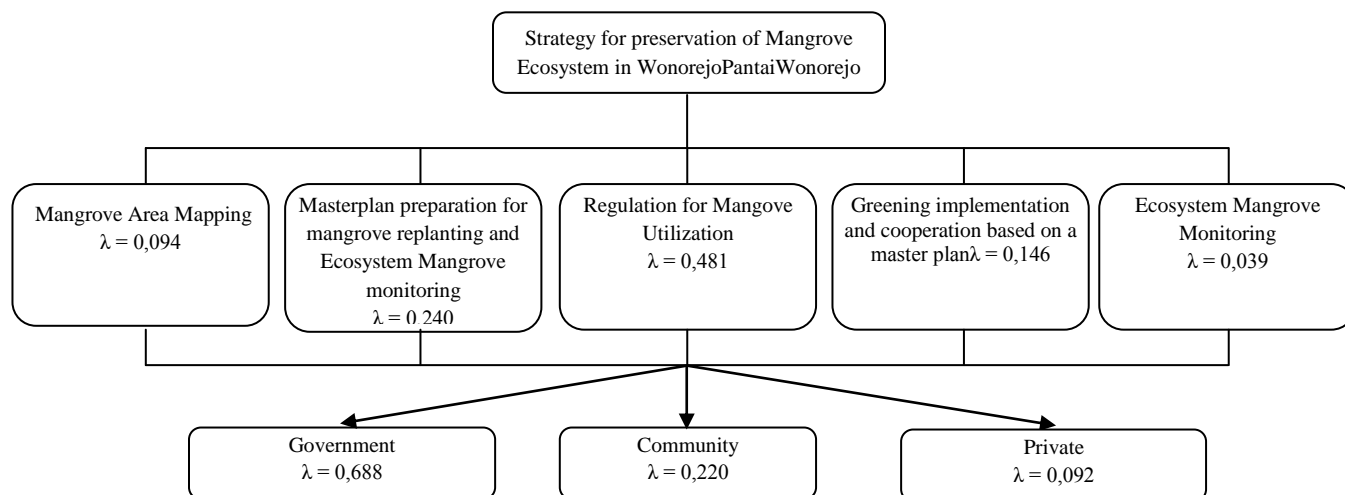 Strategy for preservation of Mangrove
Ecosystem in WonorejoPantaiWonorejo
Mangrove Area Mapping
λ = 0,094
Masterplan preparation for
mangrove replanting and
Ecosystem Mangrove
monitoring
λ = 0.240
Regulation for Mangove
Utilization
λ = 0,481
Greening implementation
and cooperation based on a
master planλ = 0,146
Ecosystem Mangrove
Monitoring
λ = 0,039
Government
λ = 0,688
Community
λ = 0,220
Private
λ = 0,092